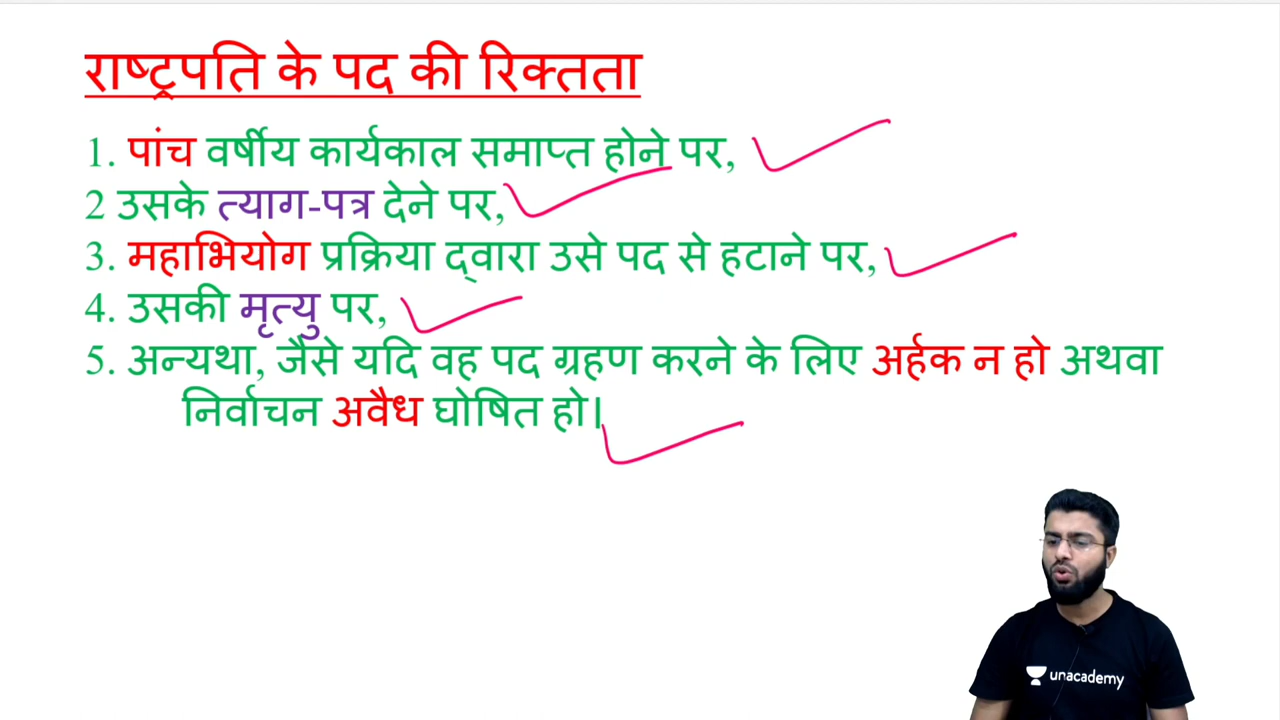 राष्ट्रपति के पद की रिक्तता
1. पांच वर्षीय कार्यकाल समाप्त होने पर,
2 उसके त्याग-पत्र देने पर,
3. महाभियोग प्रक्रिया द्वारा उसे पद से हटाने पर,
4. उसकी मृत्यु पर,
5. अन्यथा, जैसे यदि वह पद ग्रहण करने के लिए अर्हक न हो अथवा
निर्वाचन अवैध घोषित हो।
unacademy